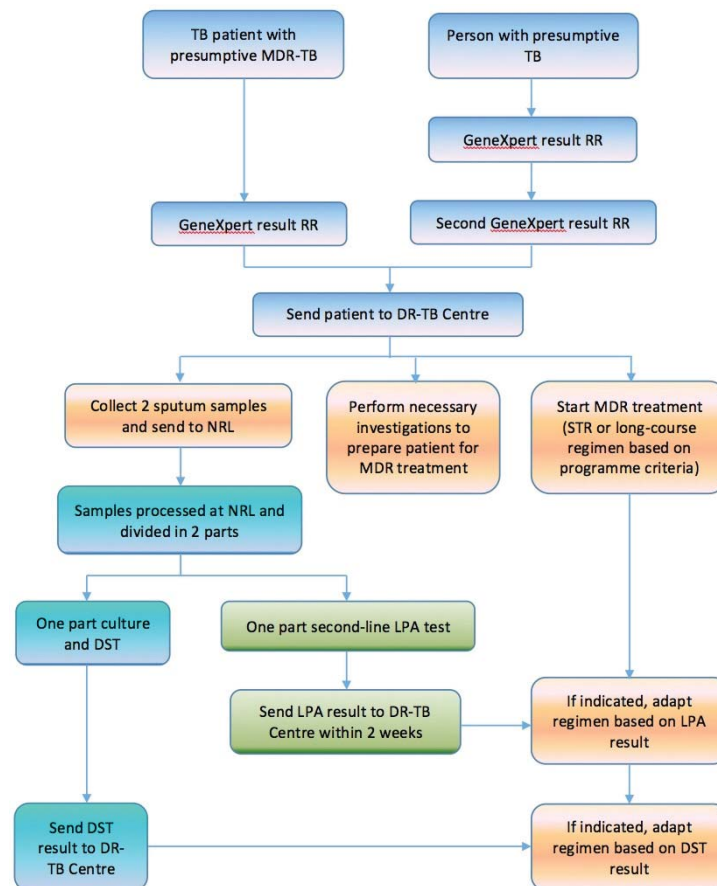 TB patient with
presumptive MDR-TB
Person with presumptive
TB
GeneXpert result RR
GeneXpert result RR
Second GeneXpert result RR
Send patient to DR-TB Centre
Collect 2 sputum samples
and send to NRL
Perform necessary
investigations to
prepare patient for
MDR treatment
Start MDR treatment
(STR or long-course
regimen based on
programme criteria)
Samples processed at NRL and
divided in 2 parts
One part culture
and DST
One part second-line LPA test
Send LPA result to DR-TB
Centre within 2 weeks
If indicated, adapt
regimen based on LPA
result
Send DST
result to DR-
TB Centre
If indicated, adapt
regimen based on DST
result